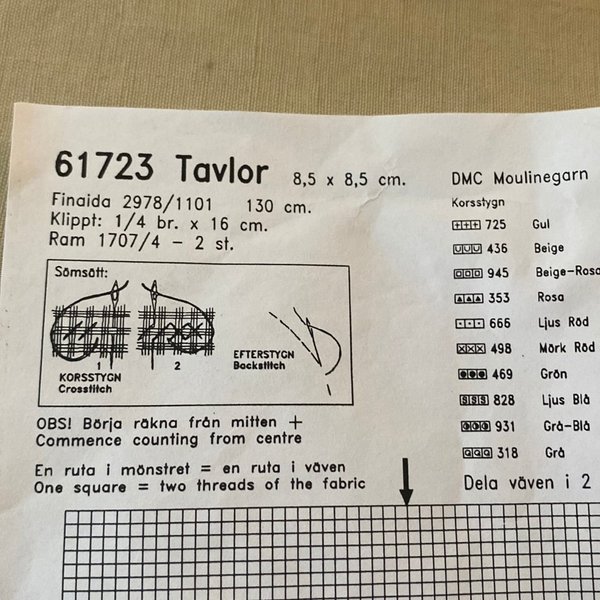 61723 Tavlor 8,5 x 8,5 cm.
Finaida 2978/1101 130 cm.
Klippt: 1/4 br. x 16 cm.
Ram 1707/4 - 2 st.
Sömsätt:
1 2
KORSSTYGN
Crosstitch
EFTERSTYGN
Backstitch
OBS! Börja räkna från mitten +
Commence counting from centre
En ruta i mönstret = en ruta i väven
One square = two threads of the fabric
DMC Moulinegarn
Korsstygn
725 Gul
436 Beige
945 Beige-Rosa
353 Rosa
666 Ljus Röd
498 Mörk Röd
469 Grön
828 Ljus Blå
931 Grå-Blå
318 Grå
Dela väven i 2